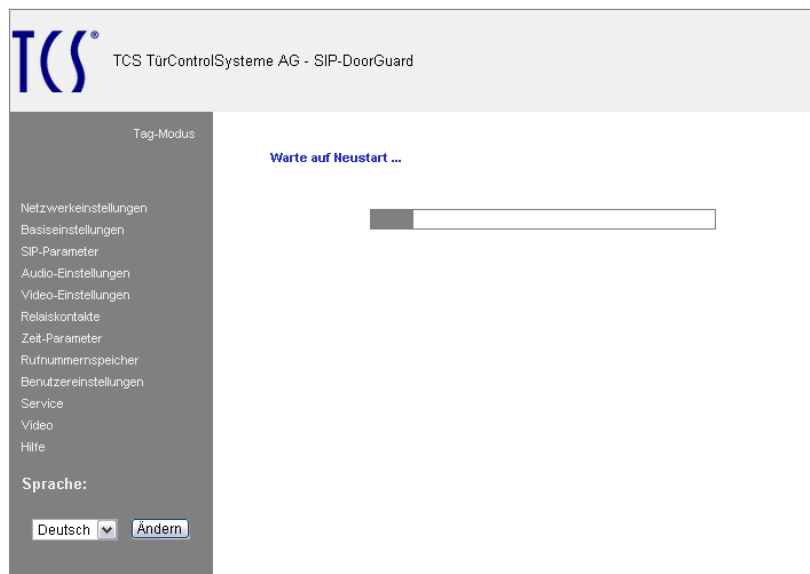 TCS®
TCS TürControlSysteme AG - SIP-DoorGuard
Tag-Modus
Warte auf Neustart ...
Netzwerkeinstellungen
Basiseinstellungen
SIP-Parameter
Audio-Einstellungen
Video-Einstellungen
Relaiskontakte
Zeit-Parameter
Rufnummernspeicher
Benutzereinstellungen
Service
Video
Hilfe
Sprache:
Deutsch Ändern